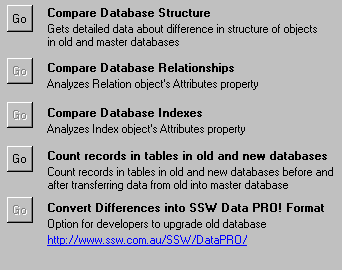 Go
Compare Database Structure
Gets detailed data about difference in structure of objects
in old and master databases
Go
Compare Database Relationships
Analyzes Relation object's Attributes property
Go
Compare Database Indexes
Analyzes Index object's Attributes property
Go
Count records in tables in old and new databases
Count records in tables in old and new databases before and
after transferring data from old into master database
Go
Convert Differences into SSW Data PRO! Format
Option for developers to upgrade old database
http://www.ssw.com.au/SSW/DataPRO/